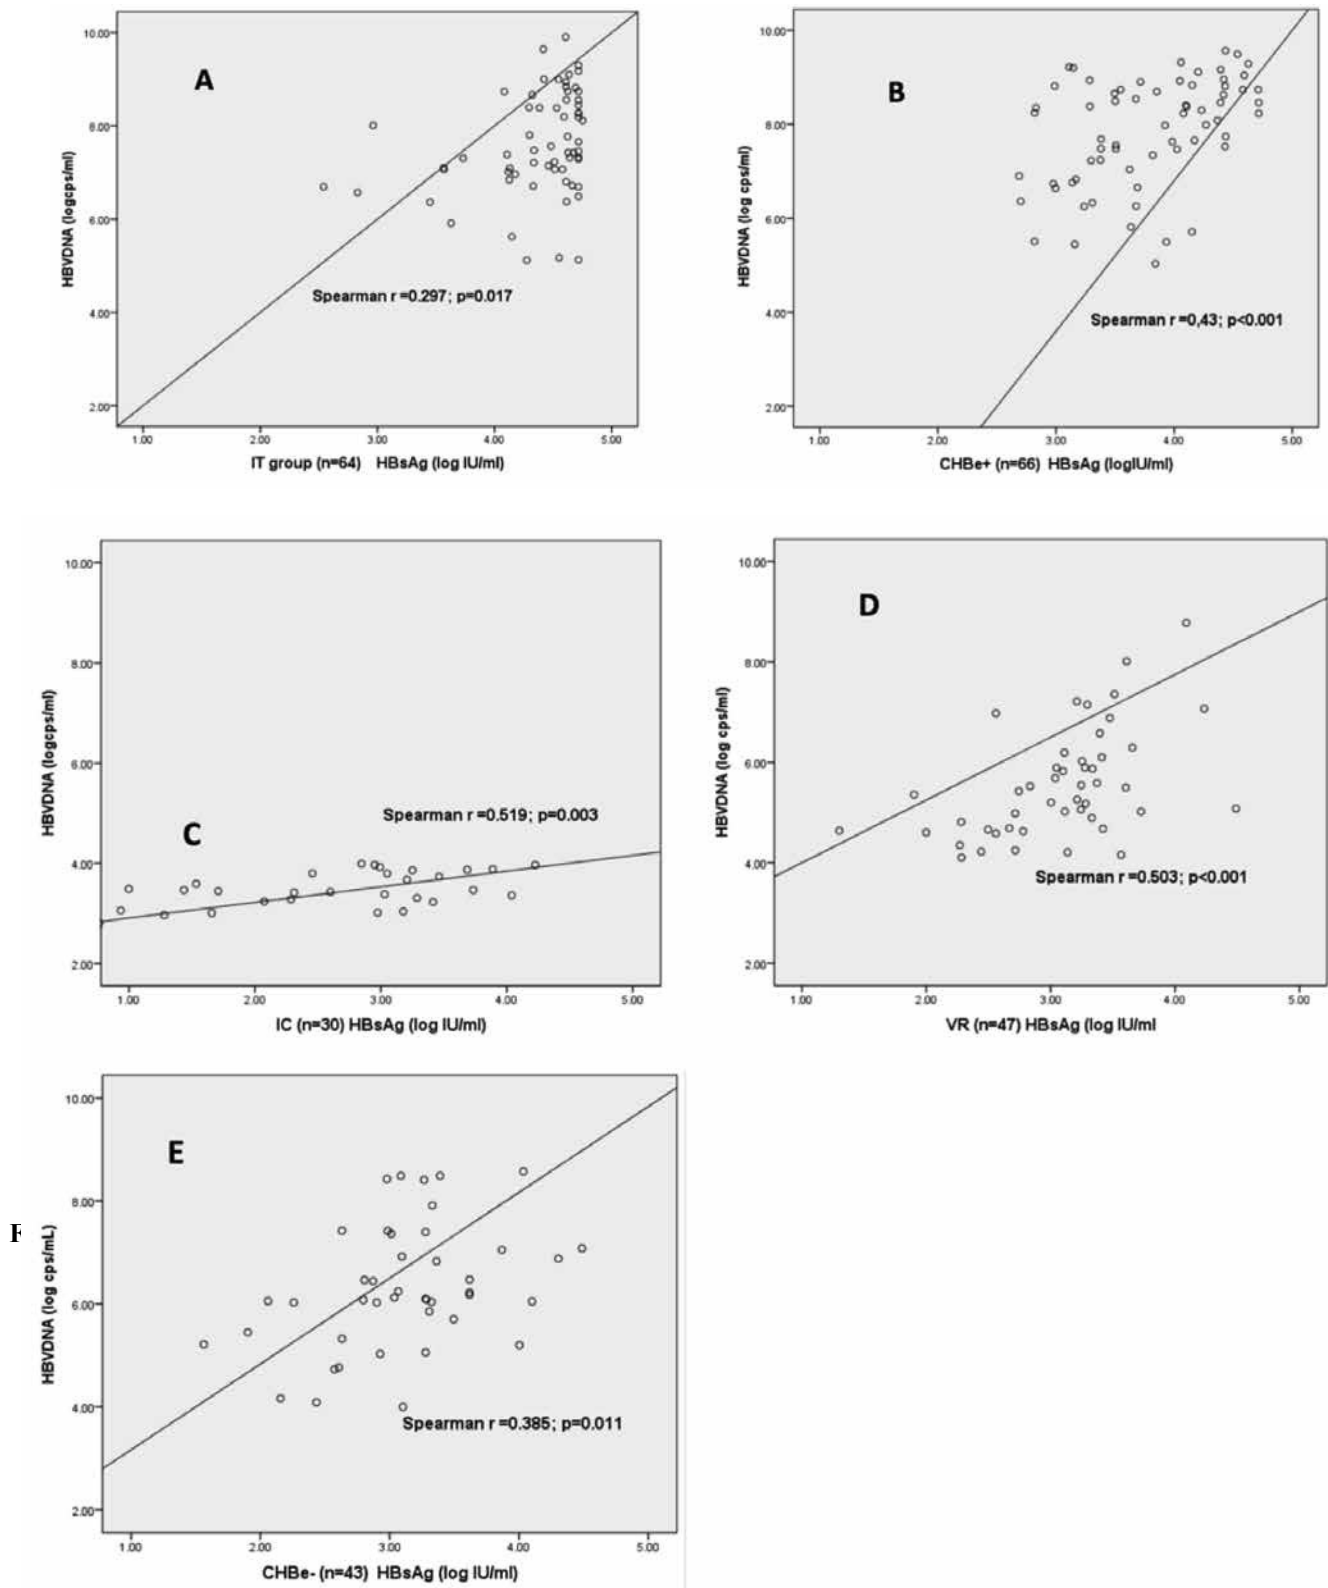 A
HBVDNA (logcps/ml)
10.00
8.00
6.00
4.00
2.00
Spearman r =0.297; p=0.017
1.00 2.00 3.00 4.00 5.00
IT group (n=64) HBsAg (log IU/ml)
B
HBVDNA (log cps/ml)
10.00
8.00
6.00
4.00
2.00
Spearman r =0,43; p<0.001
1.00 2.00 3.00 4.00 5.00
CHBe+ (n=66) HBsAg (logIU/ml)
C
HBVDNA (logcps/ml)
10.00
8.00
6.00
4.00
2.00
Spearman r =0.519; p=0.003
1.00 2.00 3.00 4.00 5.00
IC (n=30) HBsAg (log IU/ml)
D
HBVDNA (log cps/ml)
10.00
8.00
6.00
4.00
2.00
Spearman r =0.503; p<0.001
1.00 2.00 3.00 4.00 5.00
VR (n=47) HBsAg (log IU/ml
E
HBVDNA (log cps/mL)
10.00
8.00
6.00
4.00
2.00
Spearman r =0.385; p=0.011
1.00 2.00 3.00 4.00 5.00
CHBe- (n=43) HBsAg (log IU/ml)